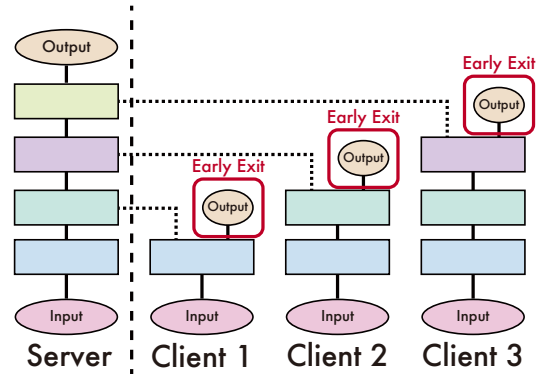 Output
Early Exit
Output
Early Exit
Output
Early Exit
Output
Input
Input
Input
Input
Server
Client 1
Client 2
Client 3